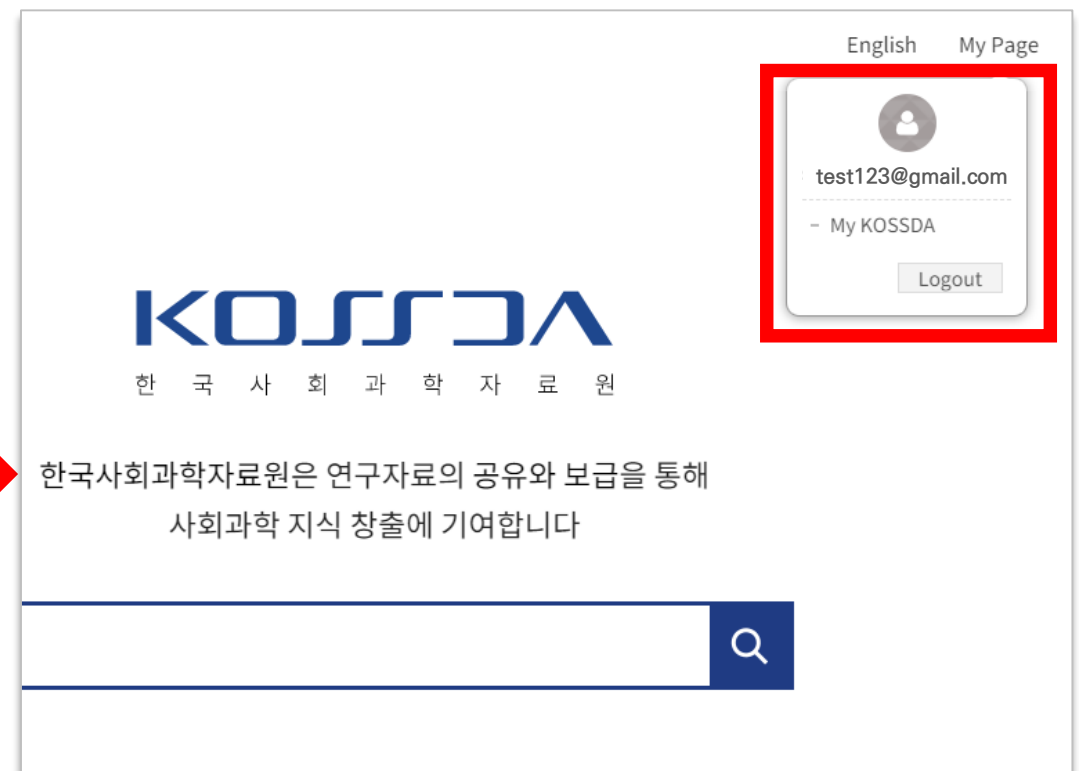 English My Page
test123@gmail.com
- My KOSSDA
Logout
KOSSDA
한국사회과학자료원
한국사회과학자료원은 연구자료의 공유와 보급을 통해
사회과학 지식 창출에 기여합니다